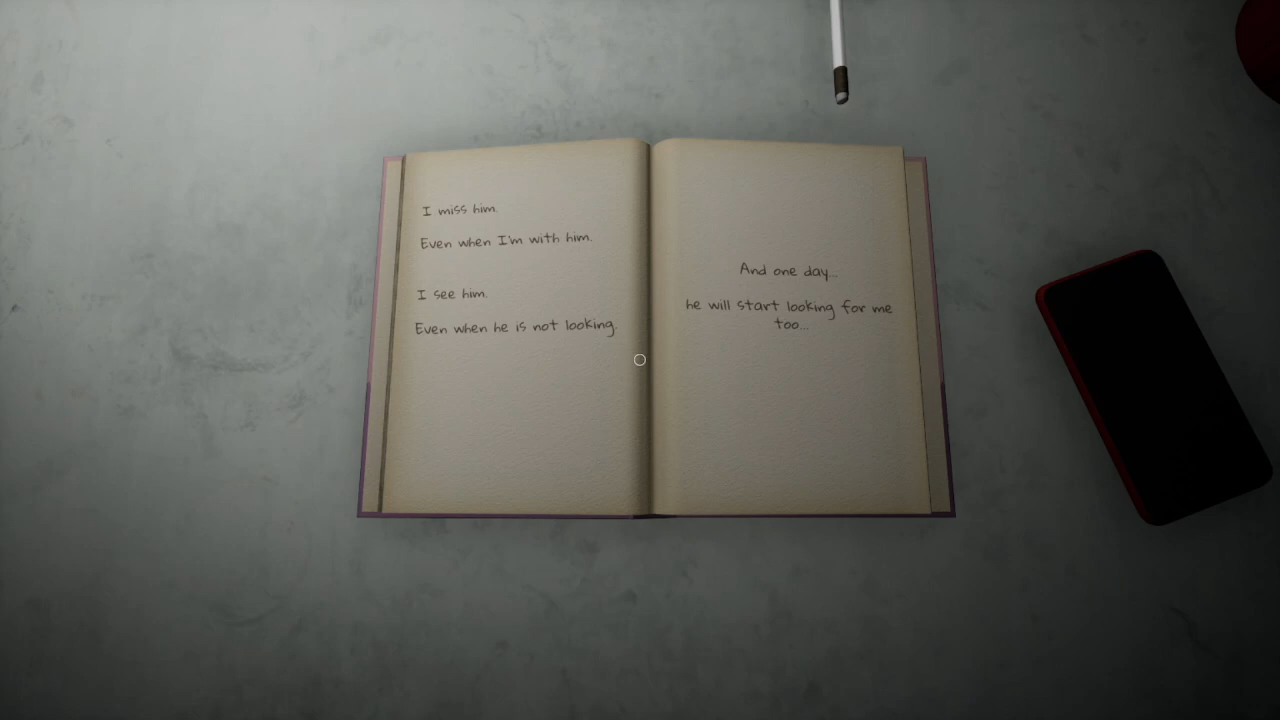 I miss him.
Even when I'm with him.
I see him.
Even when he is not looking.
And one day...
he will start looking for me
too...